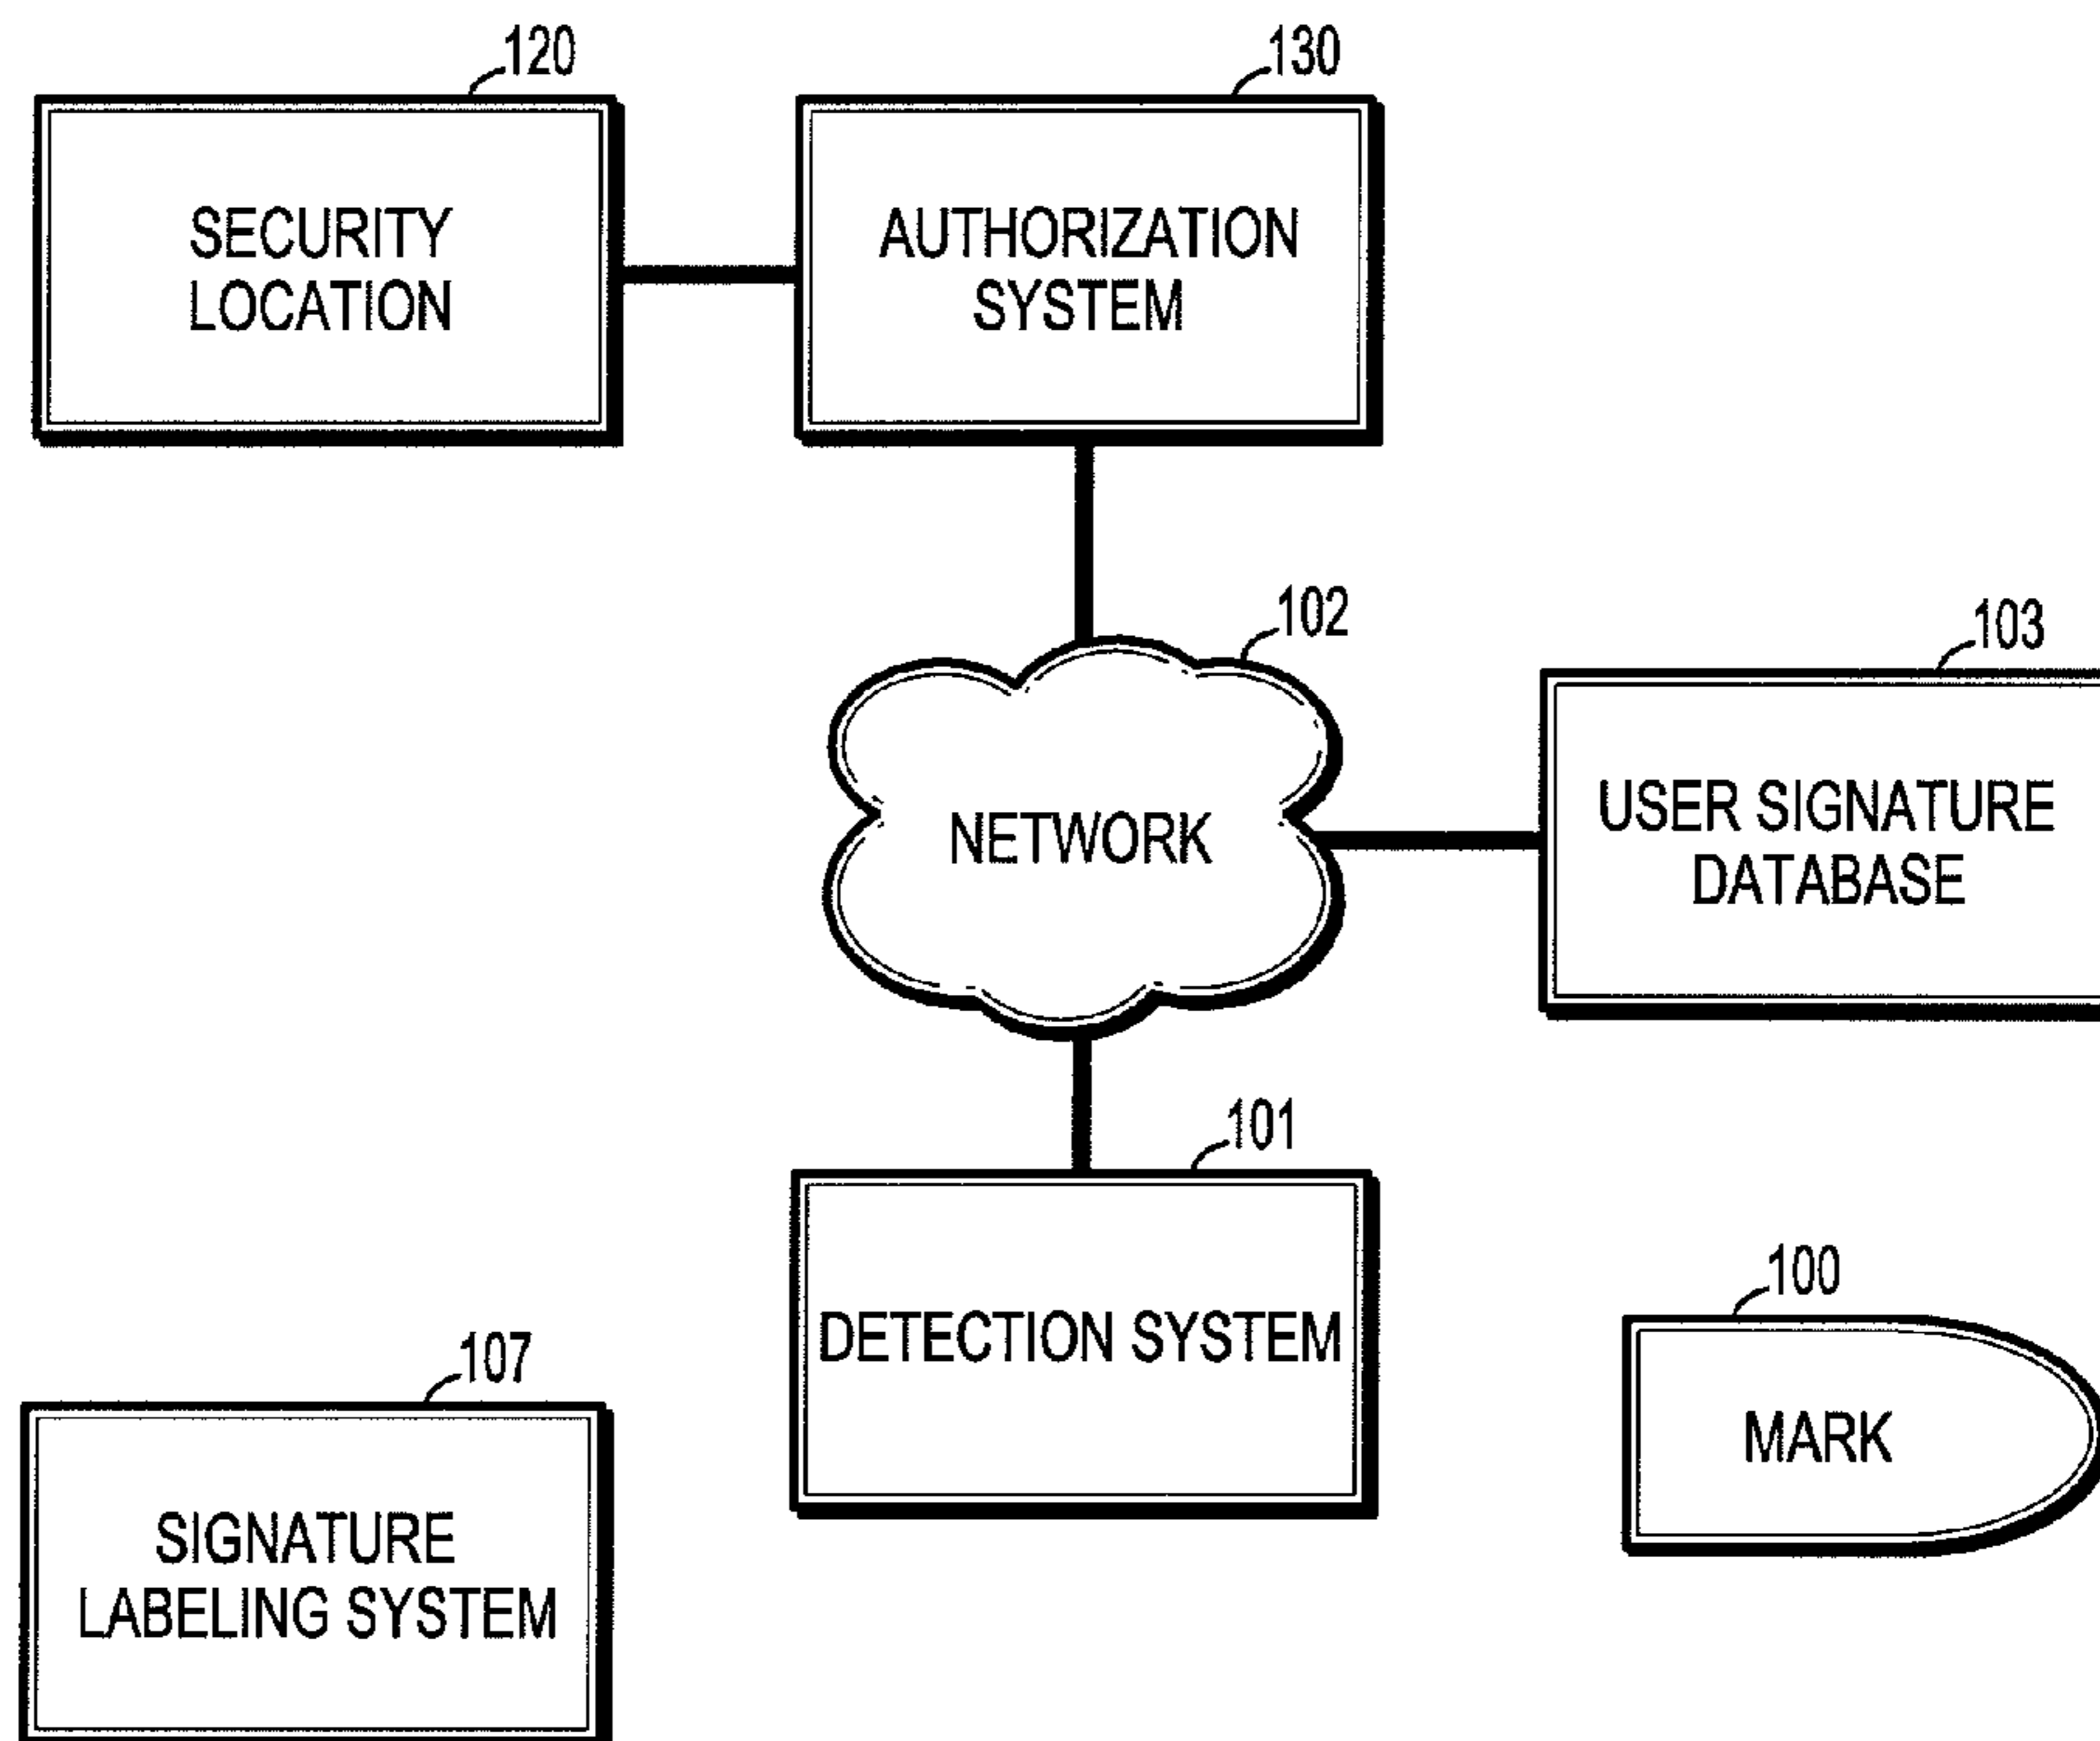 120
130
SECURITY
LOCATION
AUTHORIZATION
SYSTEM
102
103
NETWORK
USER SIGNATURE
DATABASE
101
DETECTION SYSTEM
100
MARK
107
SIGNATURE
LABELING SYSTEM